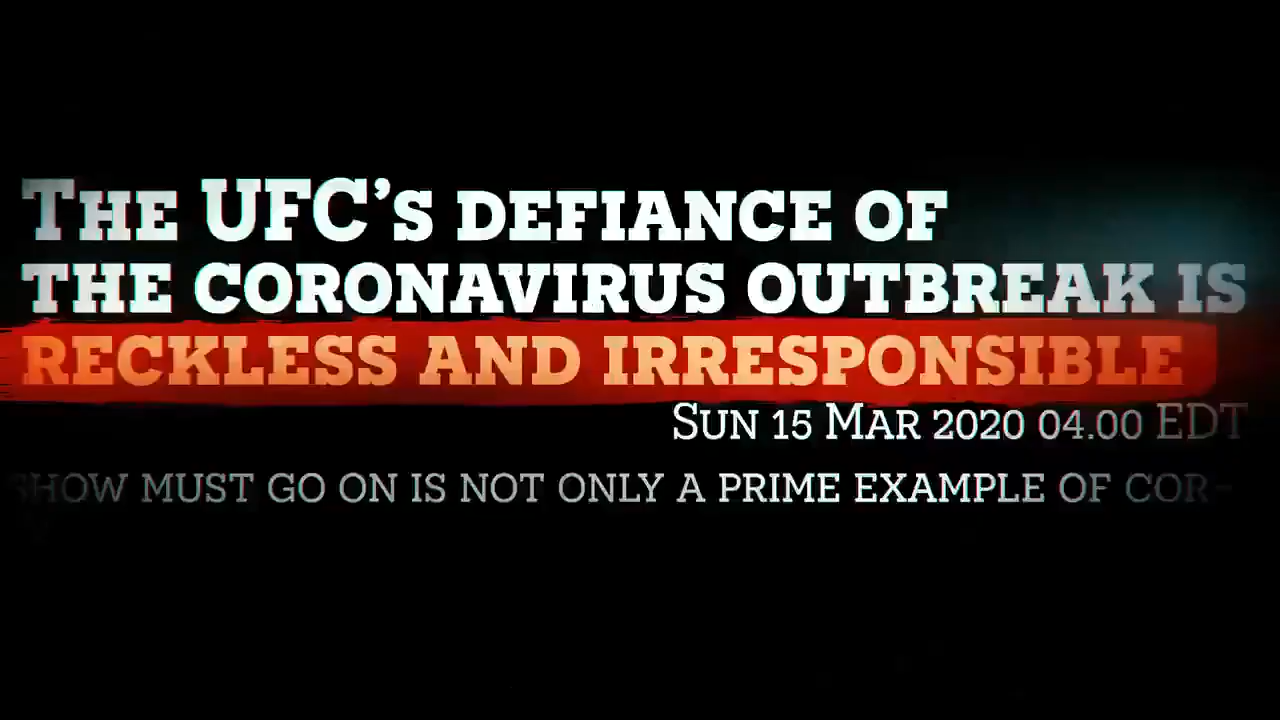 The UFC's defiance of
the coronavirus outbreak is
reckless and irresponsible
Sun 15 Mar 2020 04.00 EDT
show must go on is not only a prime example of cor-